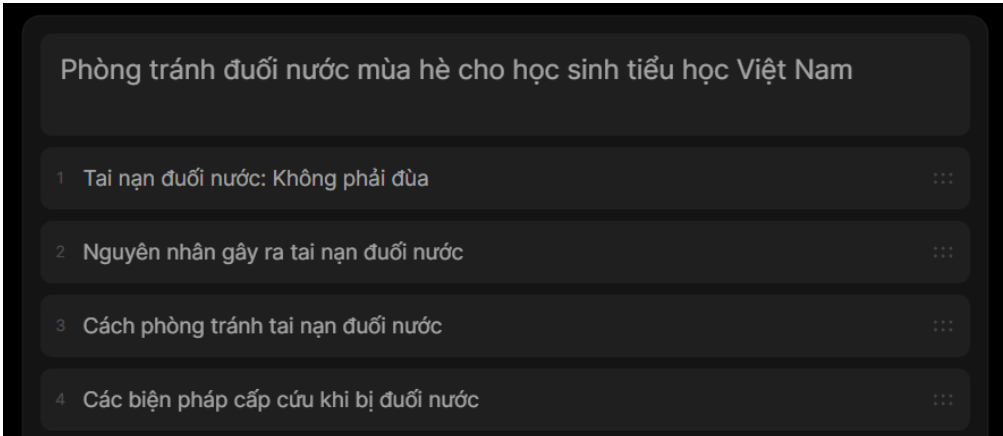 Phòng tránh đuối nước mùa hè cho học sinh tiểu học Việt Nam
1 Tai nạn đuối nước: Không phải đùa
2 Nguyên nhân gây ra tai nạn đuối nước
3 Cách phòng tránh tai nạn đuối nước
4 Các biện pháp cấp cứu khi bị đuối nước